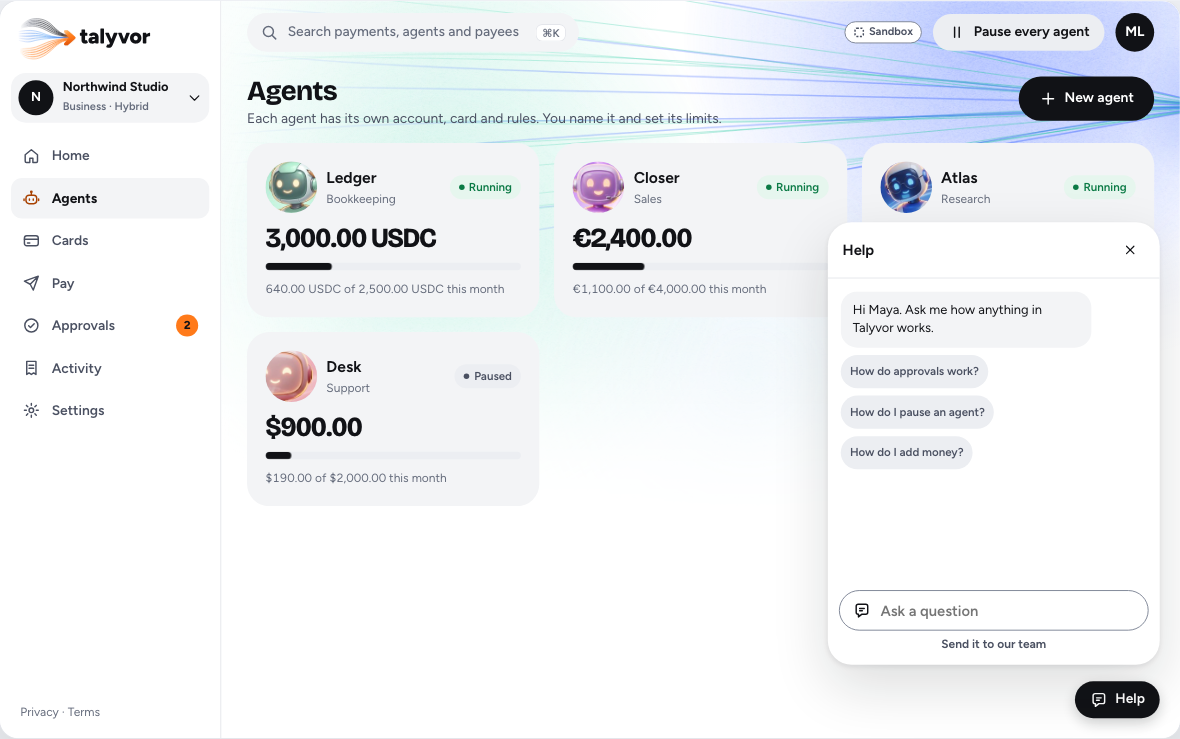 talyvor
N
Northwind Studio
Business · Hybrid
Home
Agents
Cards
Pay
Approvals
2
Activity
Settings
Privacy · Terms
Search payments, agents and payees
⌘K
Sandbox
Pause every agent
ML
Agents
Each agent has its own account, card and rules. You name it and set its limits.
New agent
Ledger
Bookkeeping
Running
3,000.00 USDC
640.00 USDC of 2,500.00 USDC this month
Closer
Sales
Running
€2,400.00
€1,100.00 of €4,000.00 this month
Atlas
Research
Running
Desk
Support
Paused
$900.00
$190.00 of $2,000.00 this month
Help
Hi Maya. Ask me how anything in
Talyvor works.
How do approvals work?
How do I pause an agent?
How do I add money?
Ask a question
Send it to our team
Help